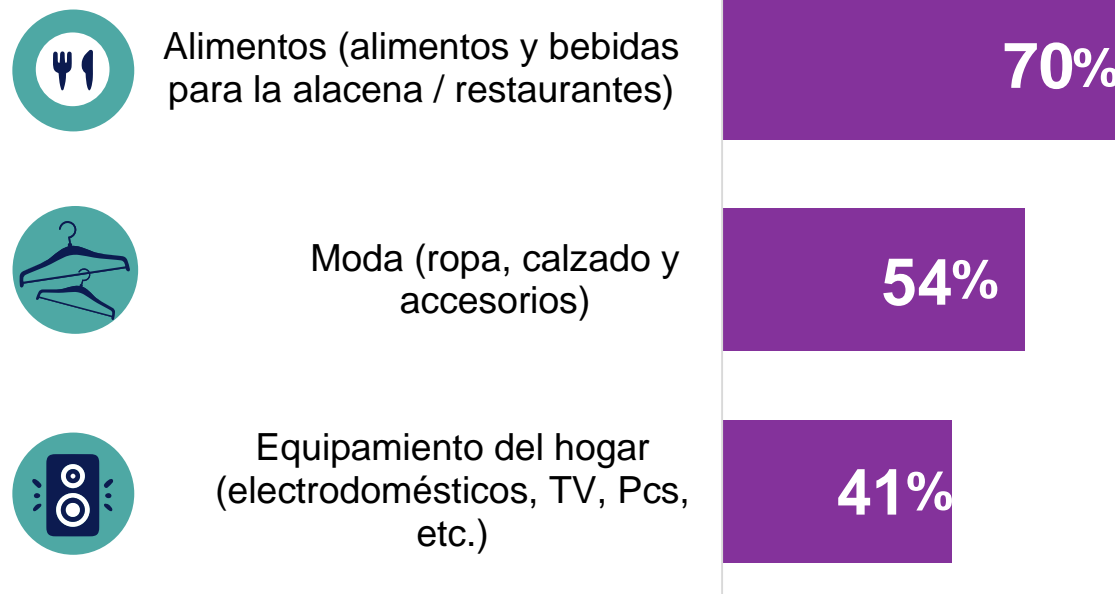 Alimentos (alimentos y bebidas
para la alacena / restaurantes)
70%
Moda (ropa, calzado y
accesorios)
54%
Equipamiento del hogar
(electrodomésticos, TV, Pcs,
etc.)
41%